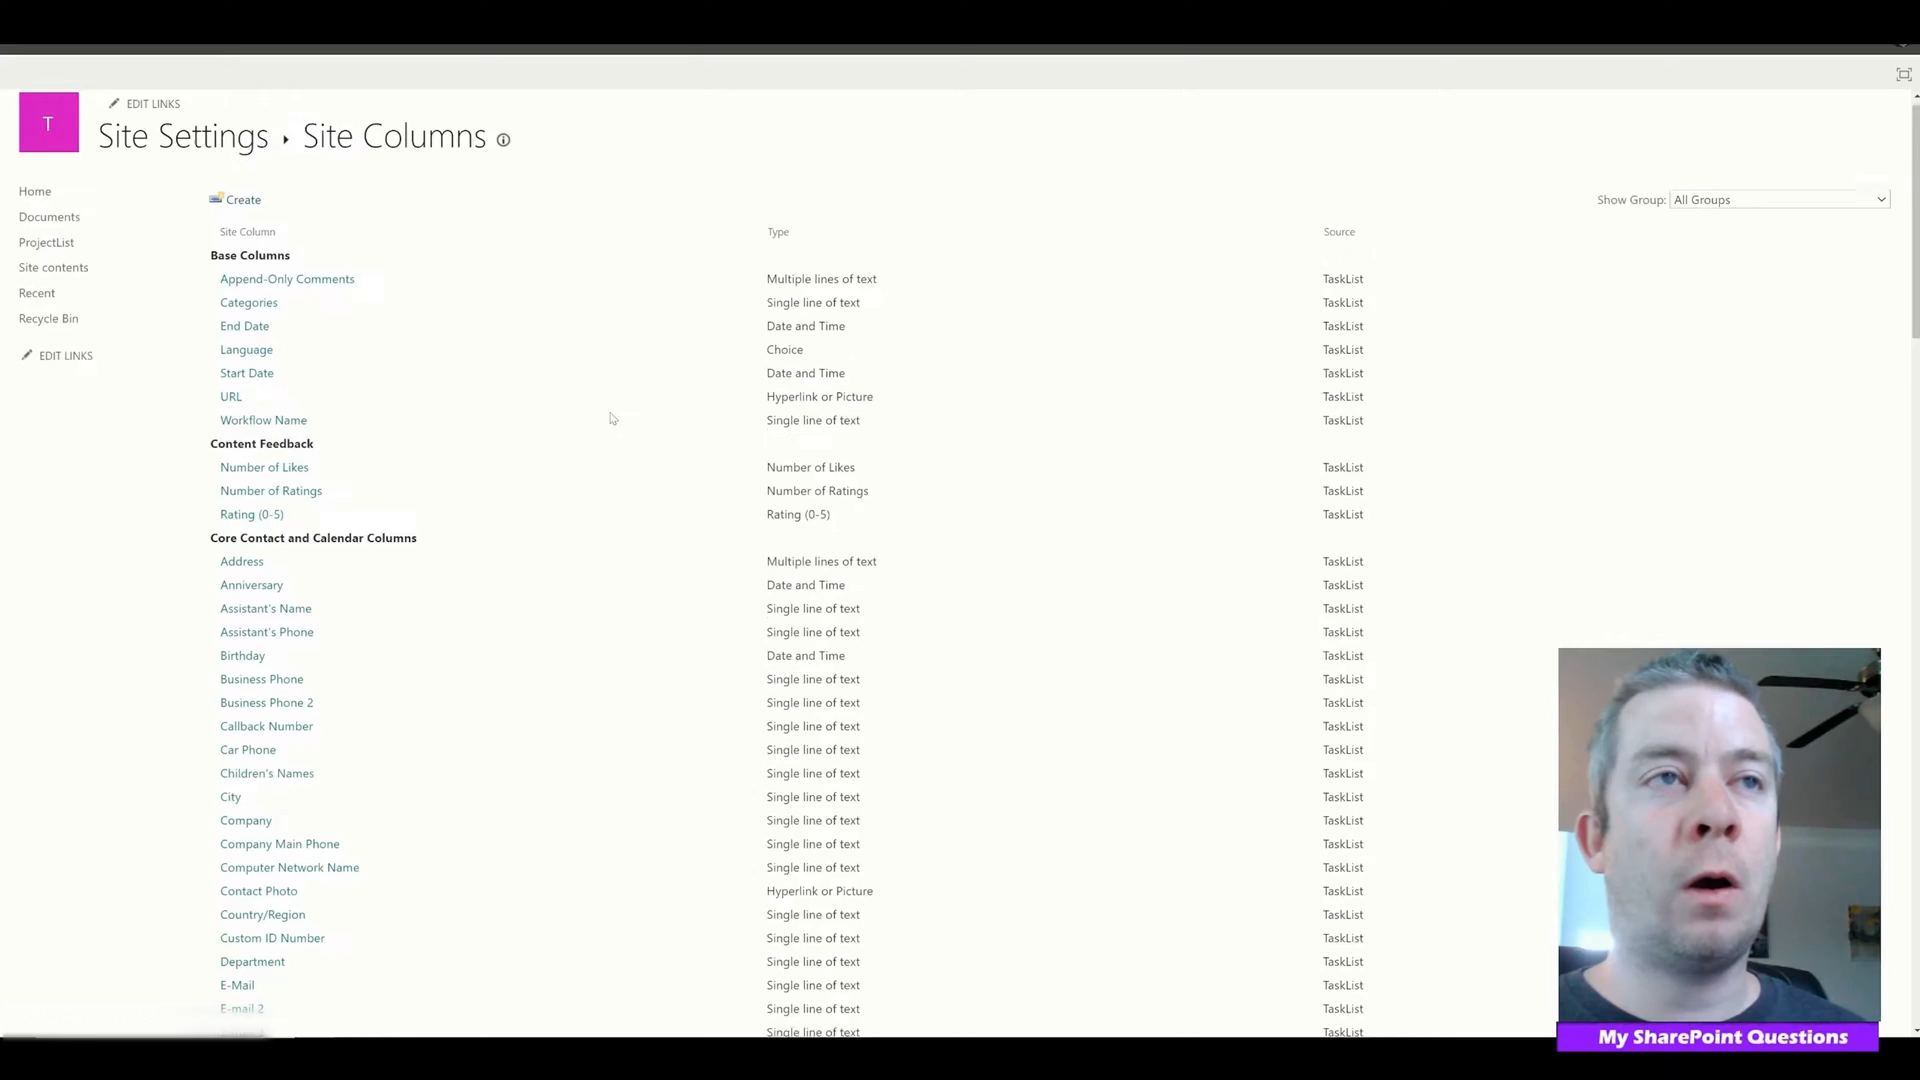 EDIT LINKS
T
Site Settings ▸ Site Columns
Home
Documents
ProjectList
Site contents
Recent
Recycle Bin
EDIT LINKS
Create
Show Group: All Groups
Site Column Type Source
Base Columns
Append-Only Comments Multiple lines of text TaskList
Categories Single line of text TaskList
End Date Date and Time TaskList
Language Choice TaskList
Start Date Date and Time TaskList
URL Hyperlink or Picture TaskList
Workflow Name Single line of text TaskList
Content Feedback
Number of Likes Number of Likes TaskList
Number of Ratings Number of Ratings TaskList
Rating (0-5) Rating (0-5) TaskList
Core Contact and Calendar Columns
Address Multiple lines of text TaskList
Anniversary Date and Time TaskList
Assistant's Name Single line of text TaskList
Assistant's Phone Single line of text TaskList
Birthday Date and Time TaskList
Business Phone Single line of text TaskList
Business Phone 2 Single line of text TaskList
Callback Number Single line of text TaskList
Car Phone Single line of text TaskList
Children's Names Single line of text TaskList
City Single line of text TaskList
Company Single line of text TaskList
Company Main Phone Single line of text TaskList
Computer Network Name Single line of text TaskList
Contact Photo Hyperlink or Picture TaskList
Country/Region Single line of text TaskList
Custom ID Number Single line of text TaskList
Department Single line of text TaskList
E-Mail Single line of text TaskList
E-mail 2 Single line of text TaskList
Single line of text TaskList
My SharePoint Questions